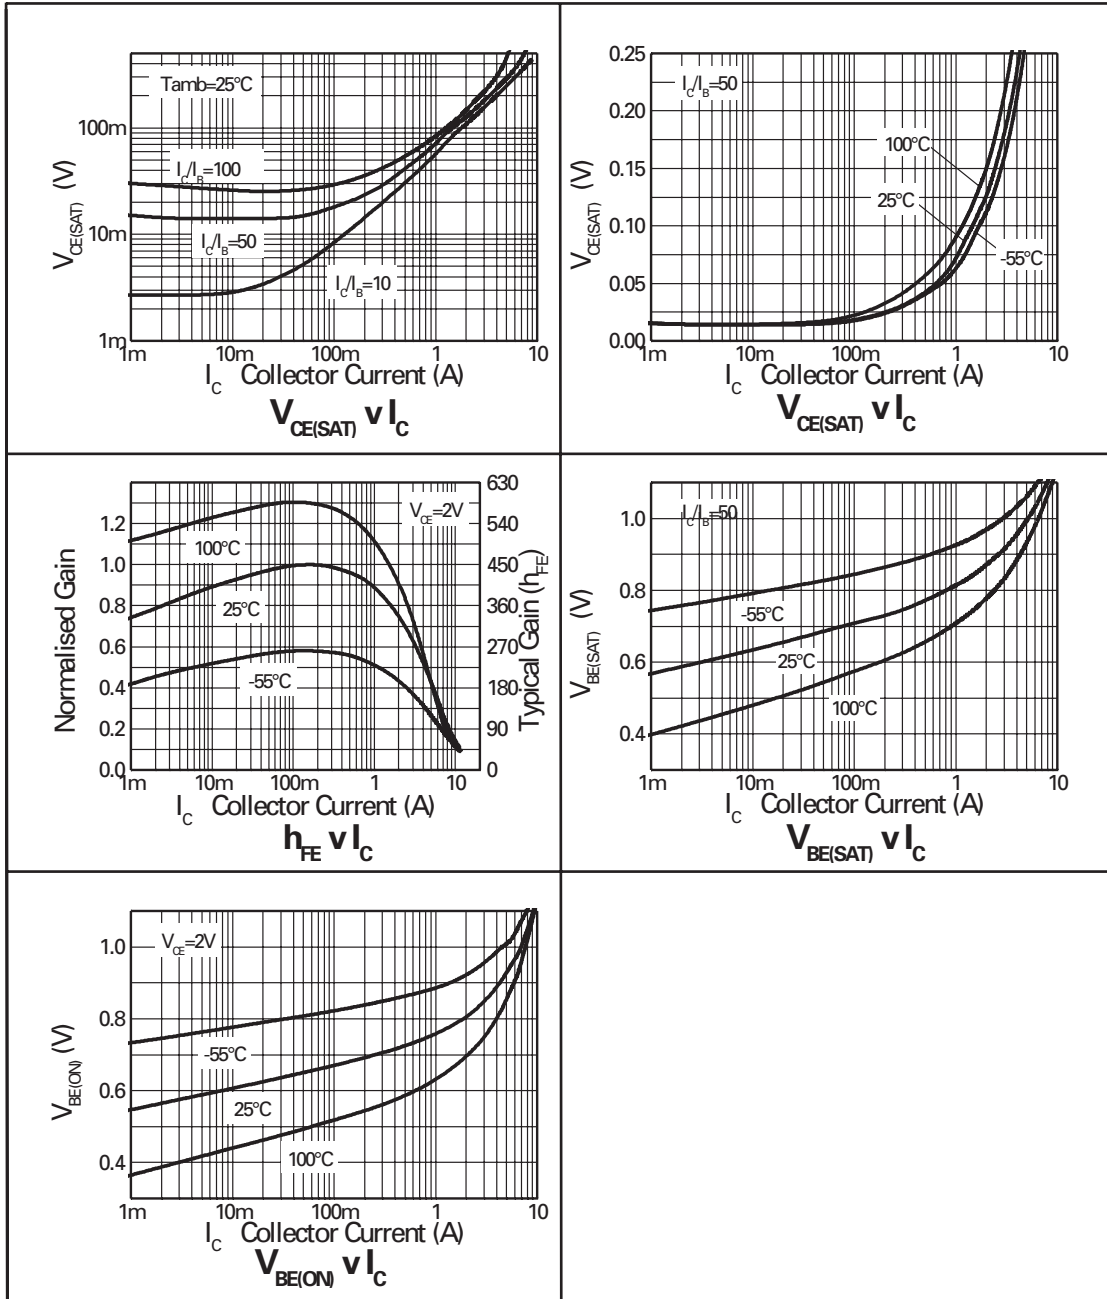 Tamb=25°C
I_C/I_B=100
I_C/I_B=50
I_C/I_B=10
100m
10m
1m
V_CE(SAT) (V)
1m 10m 100m 1 10
I_C Collector Current (A)
V_CE(SAT) v I_C
I_C/I_B=50
100°C
25°C
-55°C
0.25
0.20
0.15
0.10
0.05
0.00
V_CE(SAT) (V)
1m 10m 100m 1 10
I_C Collector Current (A)
V_CE(SAT) v I_C
V_CE=2V
100°C
25°C
-55°C
1.2
1.0
0.8
0.6
0.4
0.2
0.0
Normalised Gain
630
540
450
360
270
180
90
0
Typical Gain (h_FE)
1m 10m 100m 1 10
I_C Collector Current (A)
h_FE v I_C
I_C/I_B=50
-55°C
25°C
100°C
1.0
0.8
0.6
0.4
V_BE(SAT) (V)
1m 10m 100m 1 10
I_C Collector Current (A)
V_BE(SAT) v I_C
V_CE=2V
-55°C
25°C
100°C
1.0
0.8
0.6
0.4
V_BE(ON) (V)
1m 10m 100m 1 10
I_C Collector Current (A)
V_BE(ON) v I_C